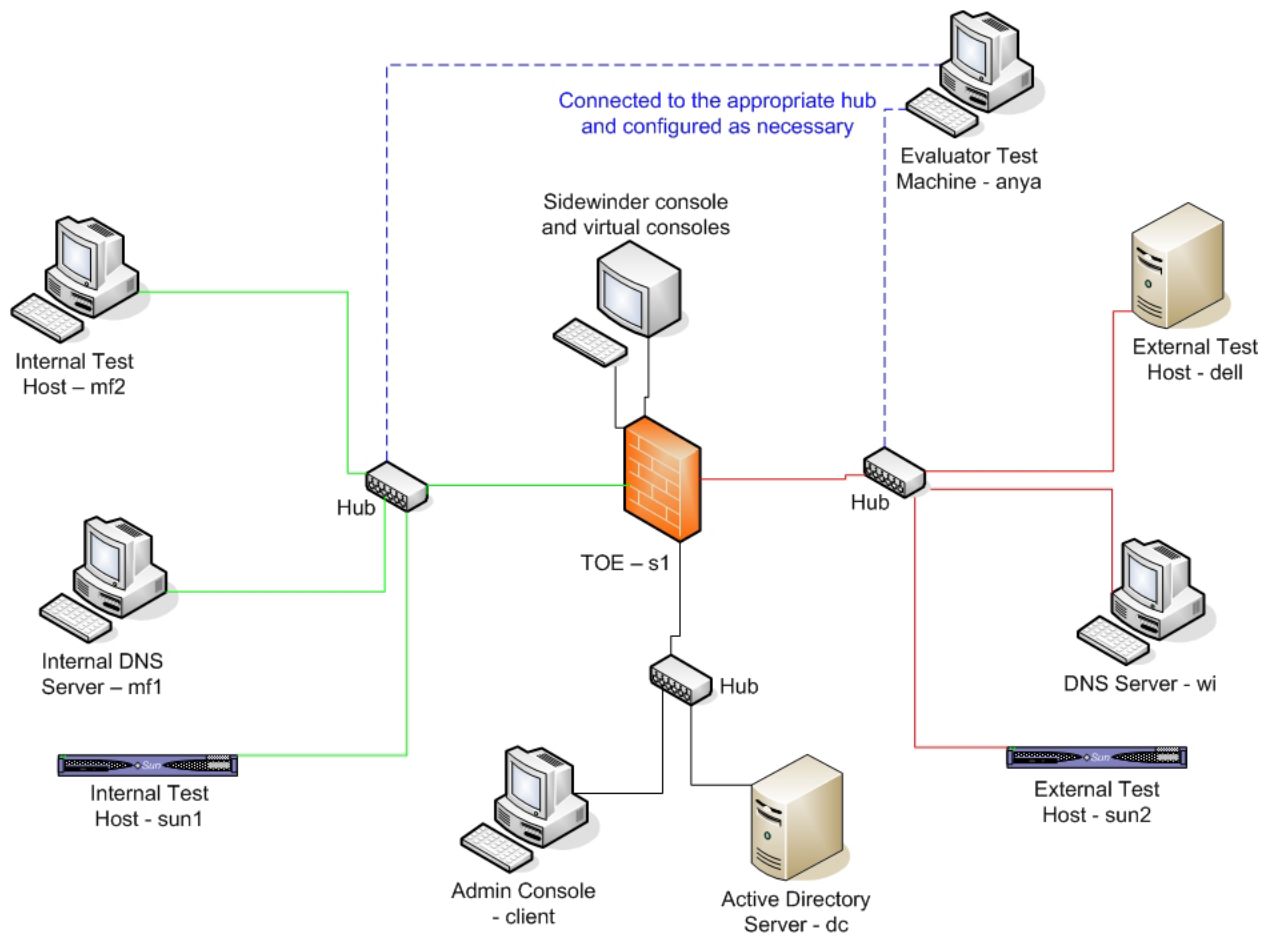 Connected to the appropriate hub
and configured as necessary
Evaluator Test
Machine - anya
Sidewinder console
and virtual consoles
Internal Test
Host – mf2
External Test
Host - dell
Hub
Hub
TOE – s1
Internal DNS
Server – mf1
Hub
DNS Server - wi
Sun
Internal Test
Host - sun1
Sun
External Test
Host - sun2
Admin Console
- client
Active Directory
Server - dc